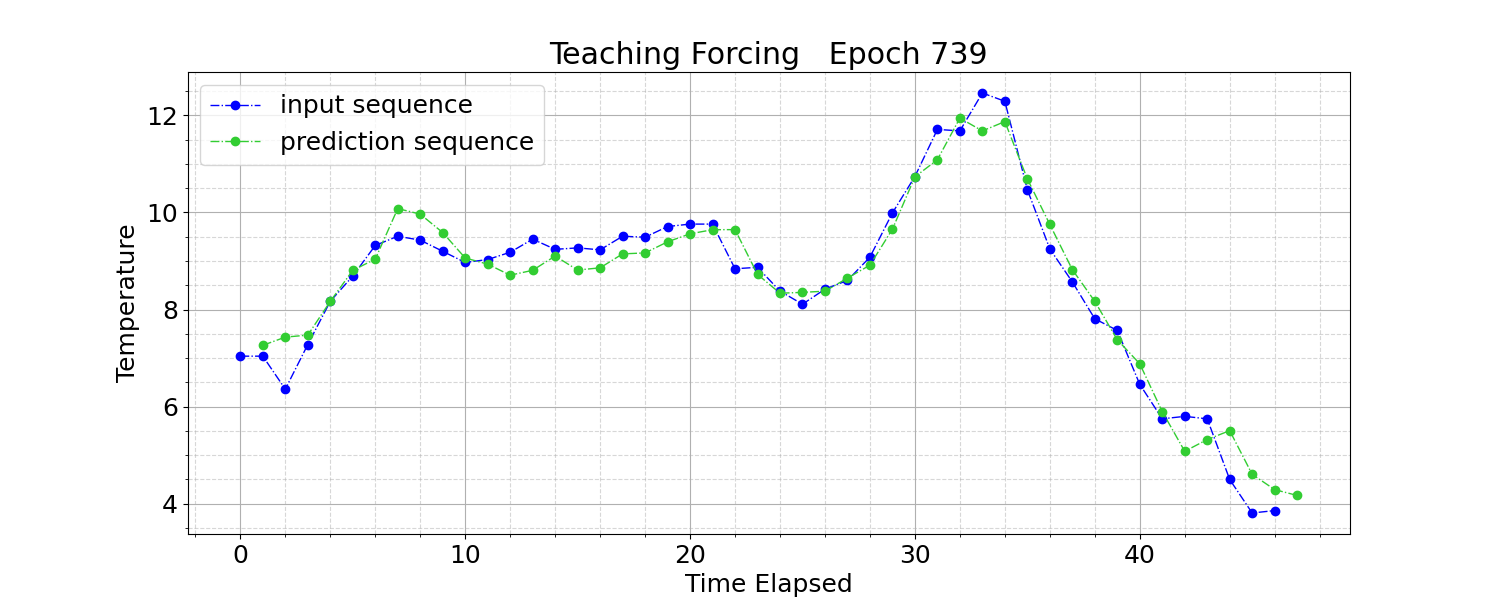 Teaching Forcing   Epoch 739
input sequence
prediction sequence
Temperature
12
10
8
6
4
0 10 20 30 40
Time Elapsed